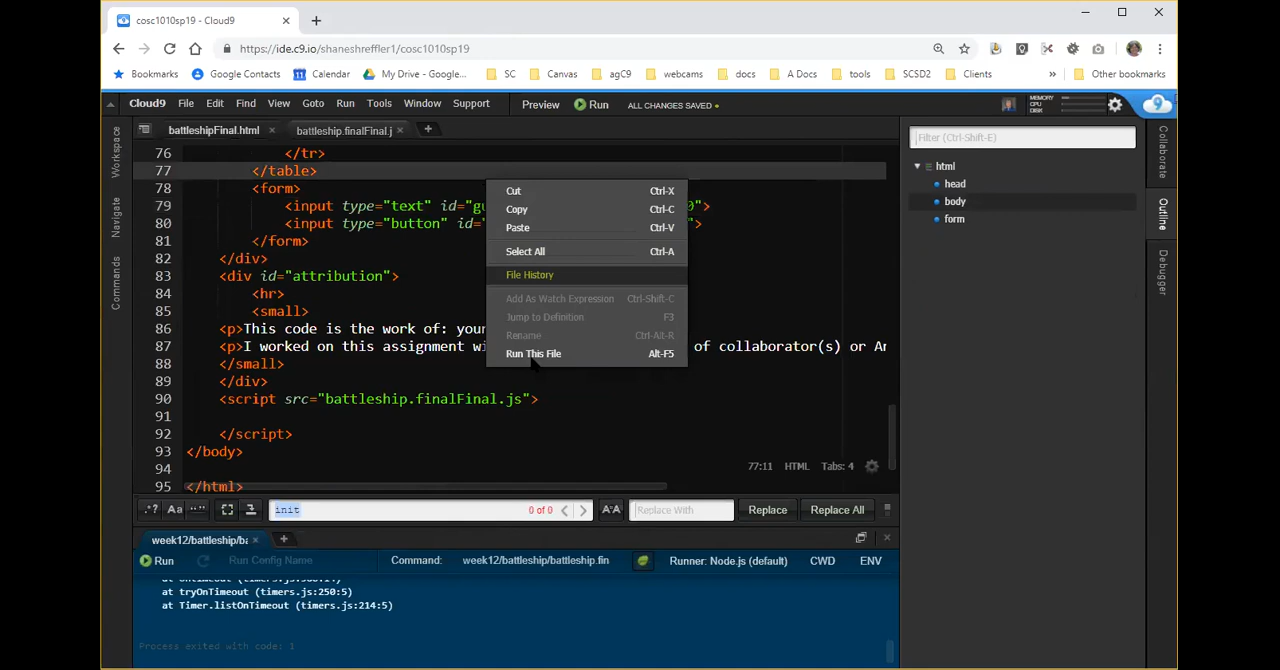 cosc1010sp19 - Cloud9
https://ide.c9.io/shaneshreffler1/cosc1010sp19
Bookmarks Google Contacts Calendar My Drive - Google... SC Canvas agC9 webcams docs A Docs tools SCSD2 Clients » Other bookmarks
Cloud9 File Edit Find View Goto Run Tools Window Support Preview Run ALL CHANGES SAVED MEMORY CPU DISK
battleshipFinal.html battleship.finalFinal.j
Workspace
Navigate
Commands
76 </tr>
77 </table>
78 <form>
79 <input type="text" id="gu 0">
80 <input type="button" id= ">
81 </form>
82 </div>
83 <div id="attribution">
84 <hr>
85 <small>
86 <p>This code is the work of: your
87 <p>I worked on this assignment wi of collaborator(s) or Ar
88 </small>
89 </div>
90 <script src="battleship.finalFinal.js">
91
92 </script>
93 </body>
94
95 </html>
Cut Ctrl-X
Copy Ctrl-C
Paste Ctrl-V
Select All Ctrl-A
File History
Add As Watch Expression Ctrl-Shift-C
Jump to Definition F3
Rename Ctrl-Alt-R
Run This File Alt-F5
77:11 HTML Tabs: 4
Filter (Ctrl-Shift-E)
html
head
body
form
Collaborate
Outline
Debugger
.*? Aa init 0 of 0 Replace With Replace Replace All
week12/battleship/ba
Run Run Config Name Command: week12/battleship/battleship.fin Runner: Node.js (default) CWD ENV
at tryOnTimeout (timers.js:250:5)
at Timer.listOnTimeout (timers.js:214:5)
Process exited with code: 1